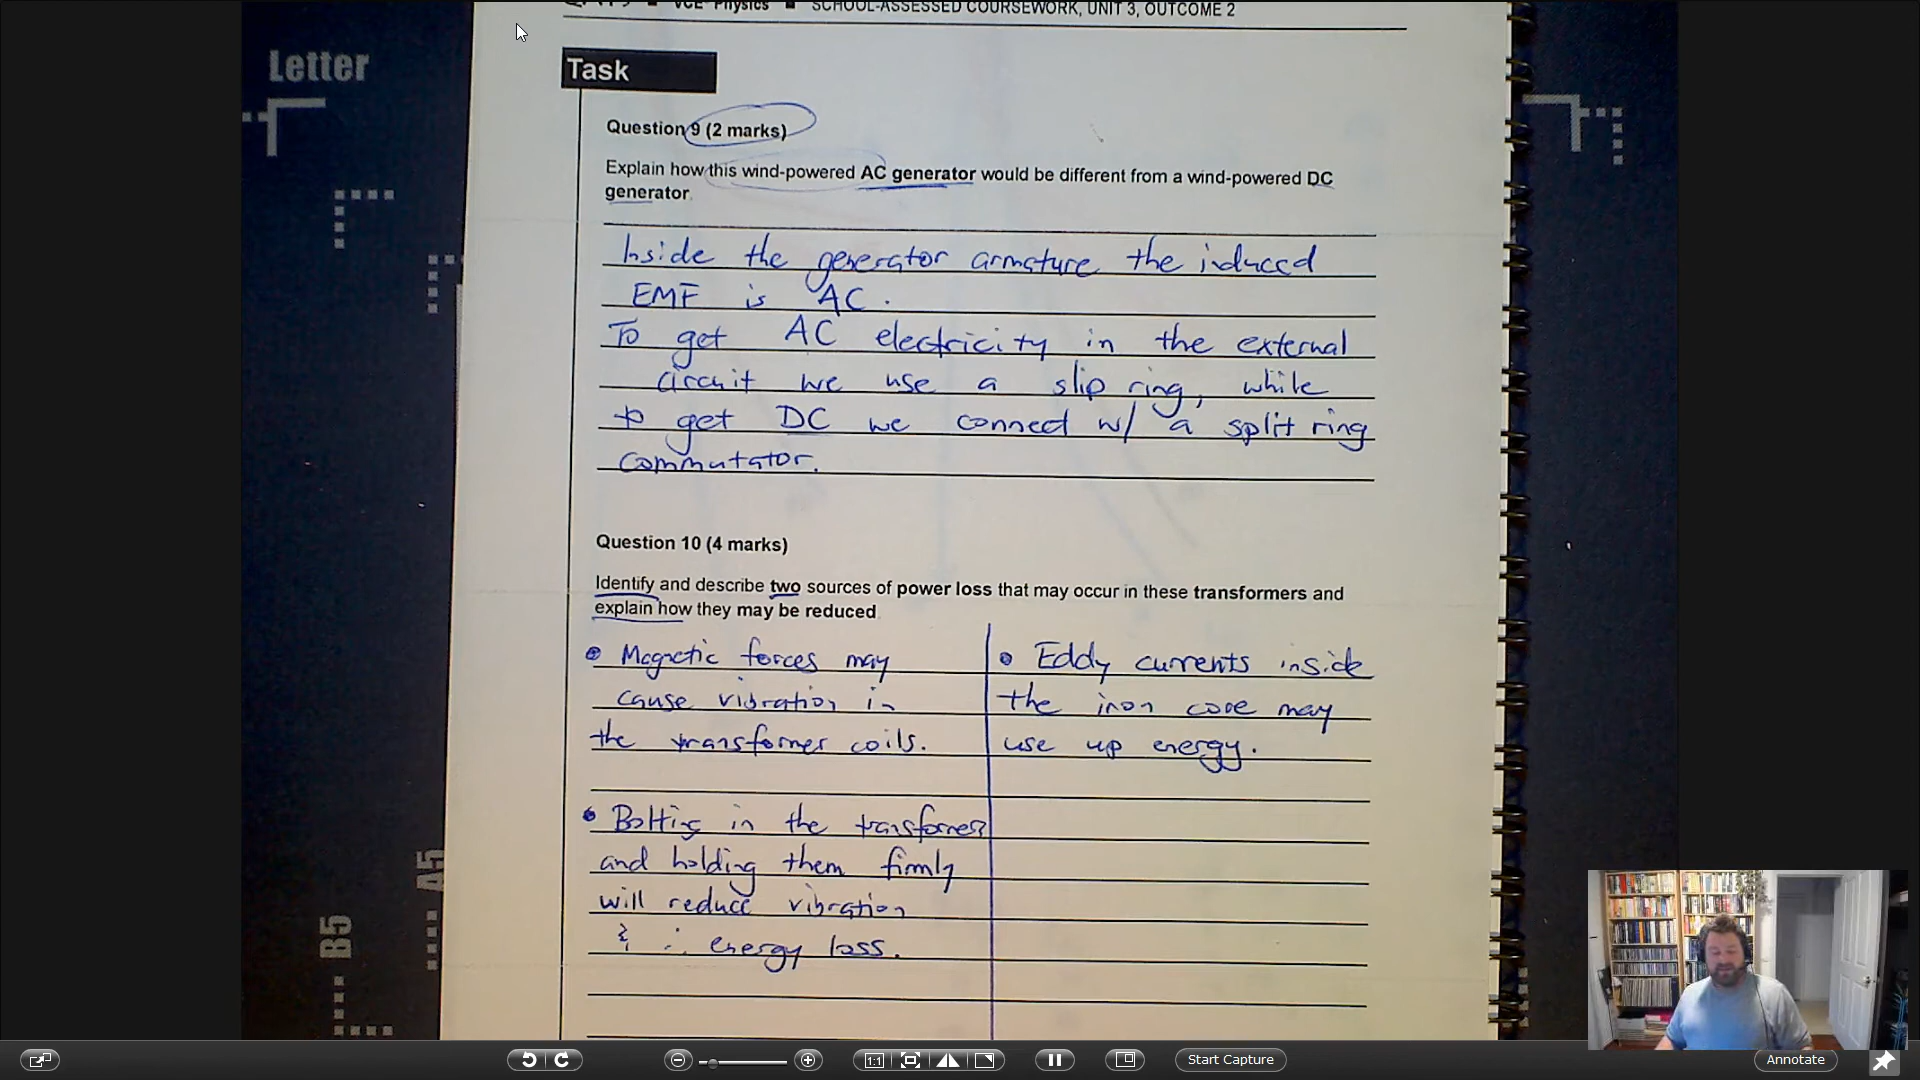 VCE Physics ■ SCHOOL-ASSESSED COURSEWORK, UNIT 3, OUTCOME 2
Letter
Task
Question 9 (2 marks)
Explain how this wind-powered AC generator would be different from a wind-powered DC
generator.
Inside the generator armature the induced
EMF is AC.
To get AC electricity in the external
circuit we use a slip ring, while
to get DC we connect w/ a split ring
commutator.
Question 10 (4 marks)
Identify and describe two sources of power loss that may occur in these transformers and
explain how they may be reduced
• Magnetic forces may
cause vibration in
the transformer coils.
• Bolting in the transformer
and holding them firmly
will reduce vibration
& ∴ energy loss.
• Eddy currents inside
the iron core may
use up energy.
A5
B5
1:1
Start Capture
Annotate